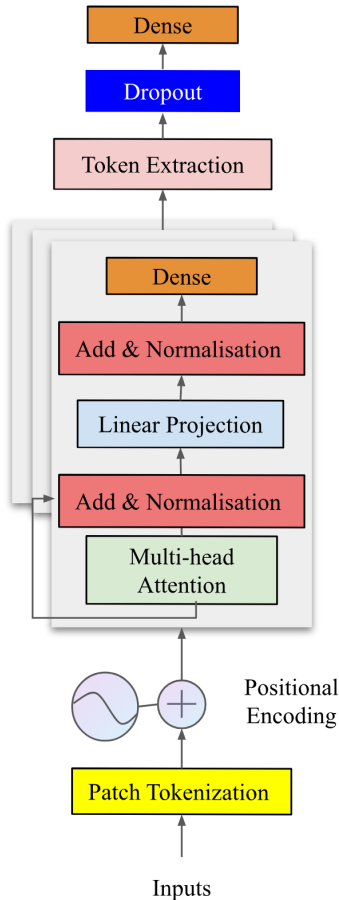 Dense
Dropout
Token Extraction
Dense
Add & Normalisation
Linear Projection
Add & Normalisation
Multi-head
Attention
Positional
Encoding
Patch Tokenization
Inputs